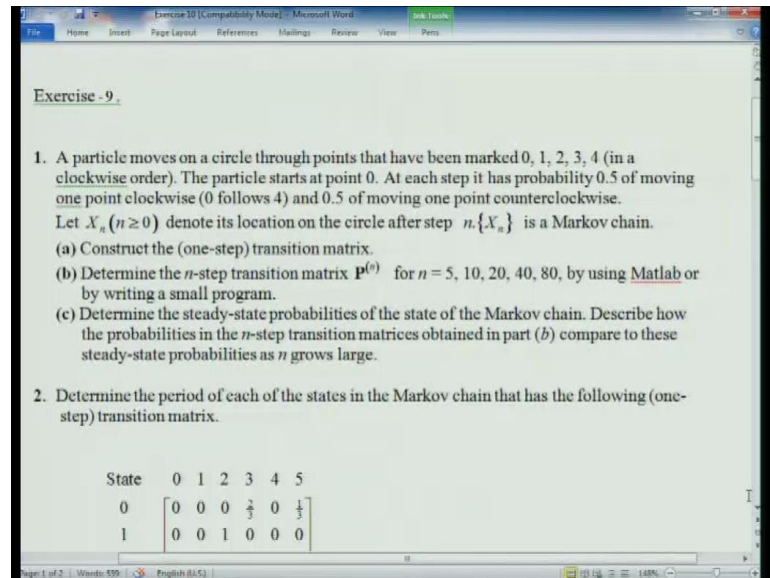 Exercise 10 [Compatibility Mode] - Microsoft Word
Ink Tools
File Home Insert Page Layout References Mailings Review View Pens
Exercise -9.
1. A particle moves on a circle through points that have been marked 0, 1, 2, 3, 4 (in a
clockwise order). The particle starts at point 0. At each step it has probability 0.5 of moving
one point clockwise (0 follows 4) and 0.5 of moving one point counterclockwise.
Let Xₙ (n ≥ 0) denote its location on the circle after step n. {Xₙ} is a Markov chain.
(a) Construct the (one-step) transition matrix.
(b) Determine the n-step transition matrix P⁽ⁿ⁾ for n = 5, 10, 20, 40, 80, by using Matlab or
by writing a small program.
(c) Determine the steady-state probabilities of the state of the Markov chain. Describe how
the probabilities in the n-step transition matrices obtained in part (b) compare to these
steady-state probabilities as n grows large.
2. Determine the period of each of the states in the Markov chain that has the following (one-
step) transition matrix.
State 0 1 2 3 4 5
0 [0 0 0 2/3 0 1/3]
1 0 0 1 0 0 0
Page: 1 of 2 Words: 559 English (U.S.) 148%